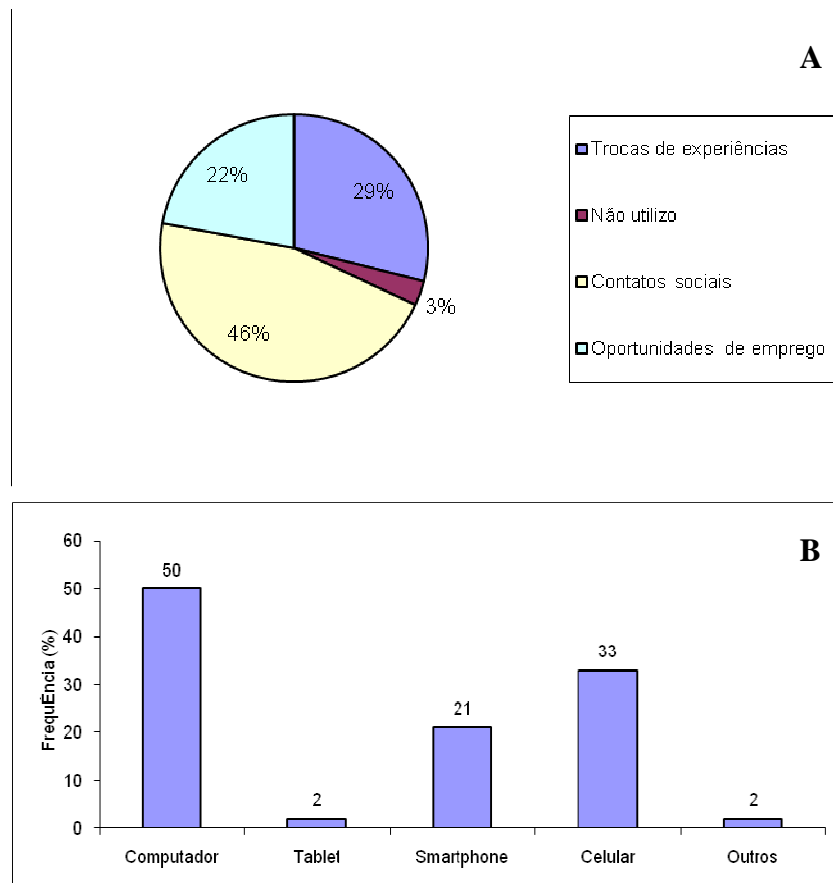 A
22%
29%
3%
46%
Trocas de experiências
Não utilizo
Contatos sociais
Oportunidades de emprego
B
FrequÊncia (%)
60
50
40
30
20
10
0
50
2
21
33
2
Computador
Tablet
Smartphone
Celular
Outros